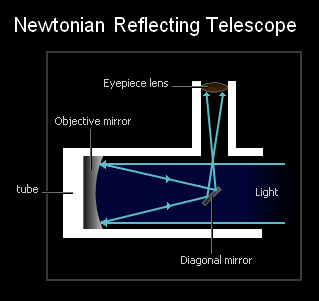 Newtonian Reflecting Telescope
Eyepiece lens
Objective mirror
tube
Light
Diagonal mirror